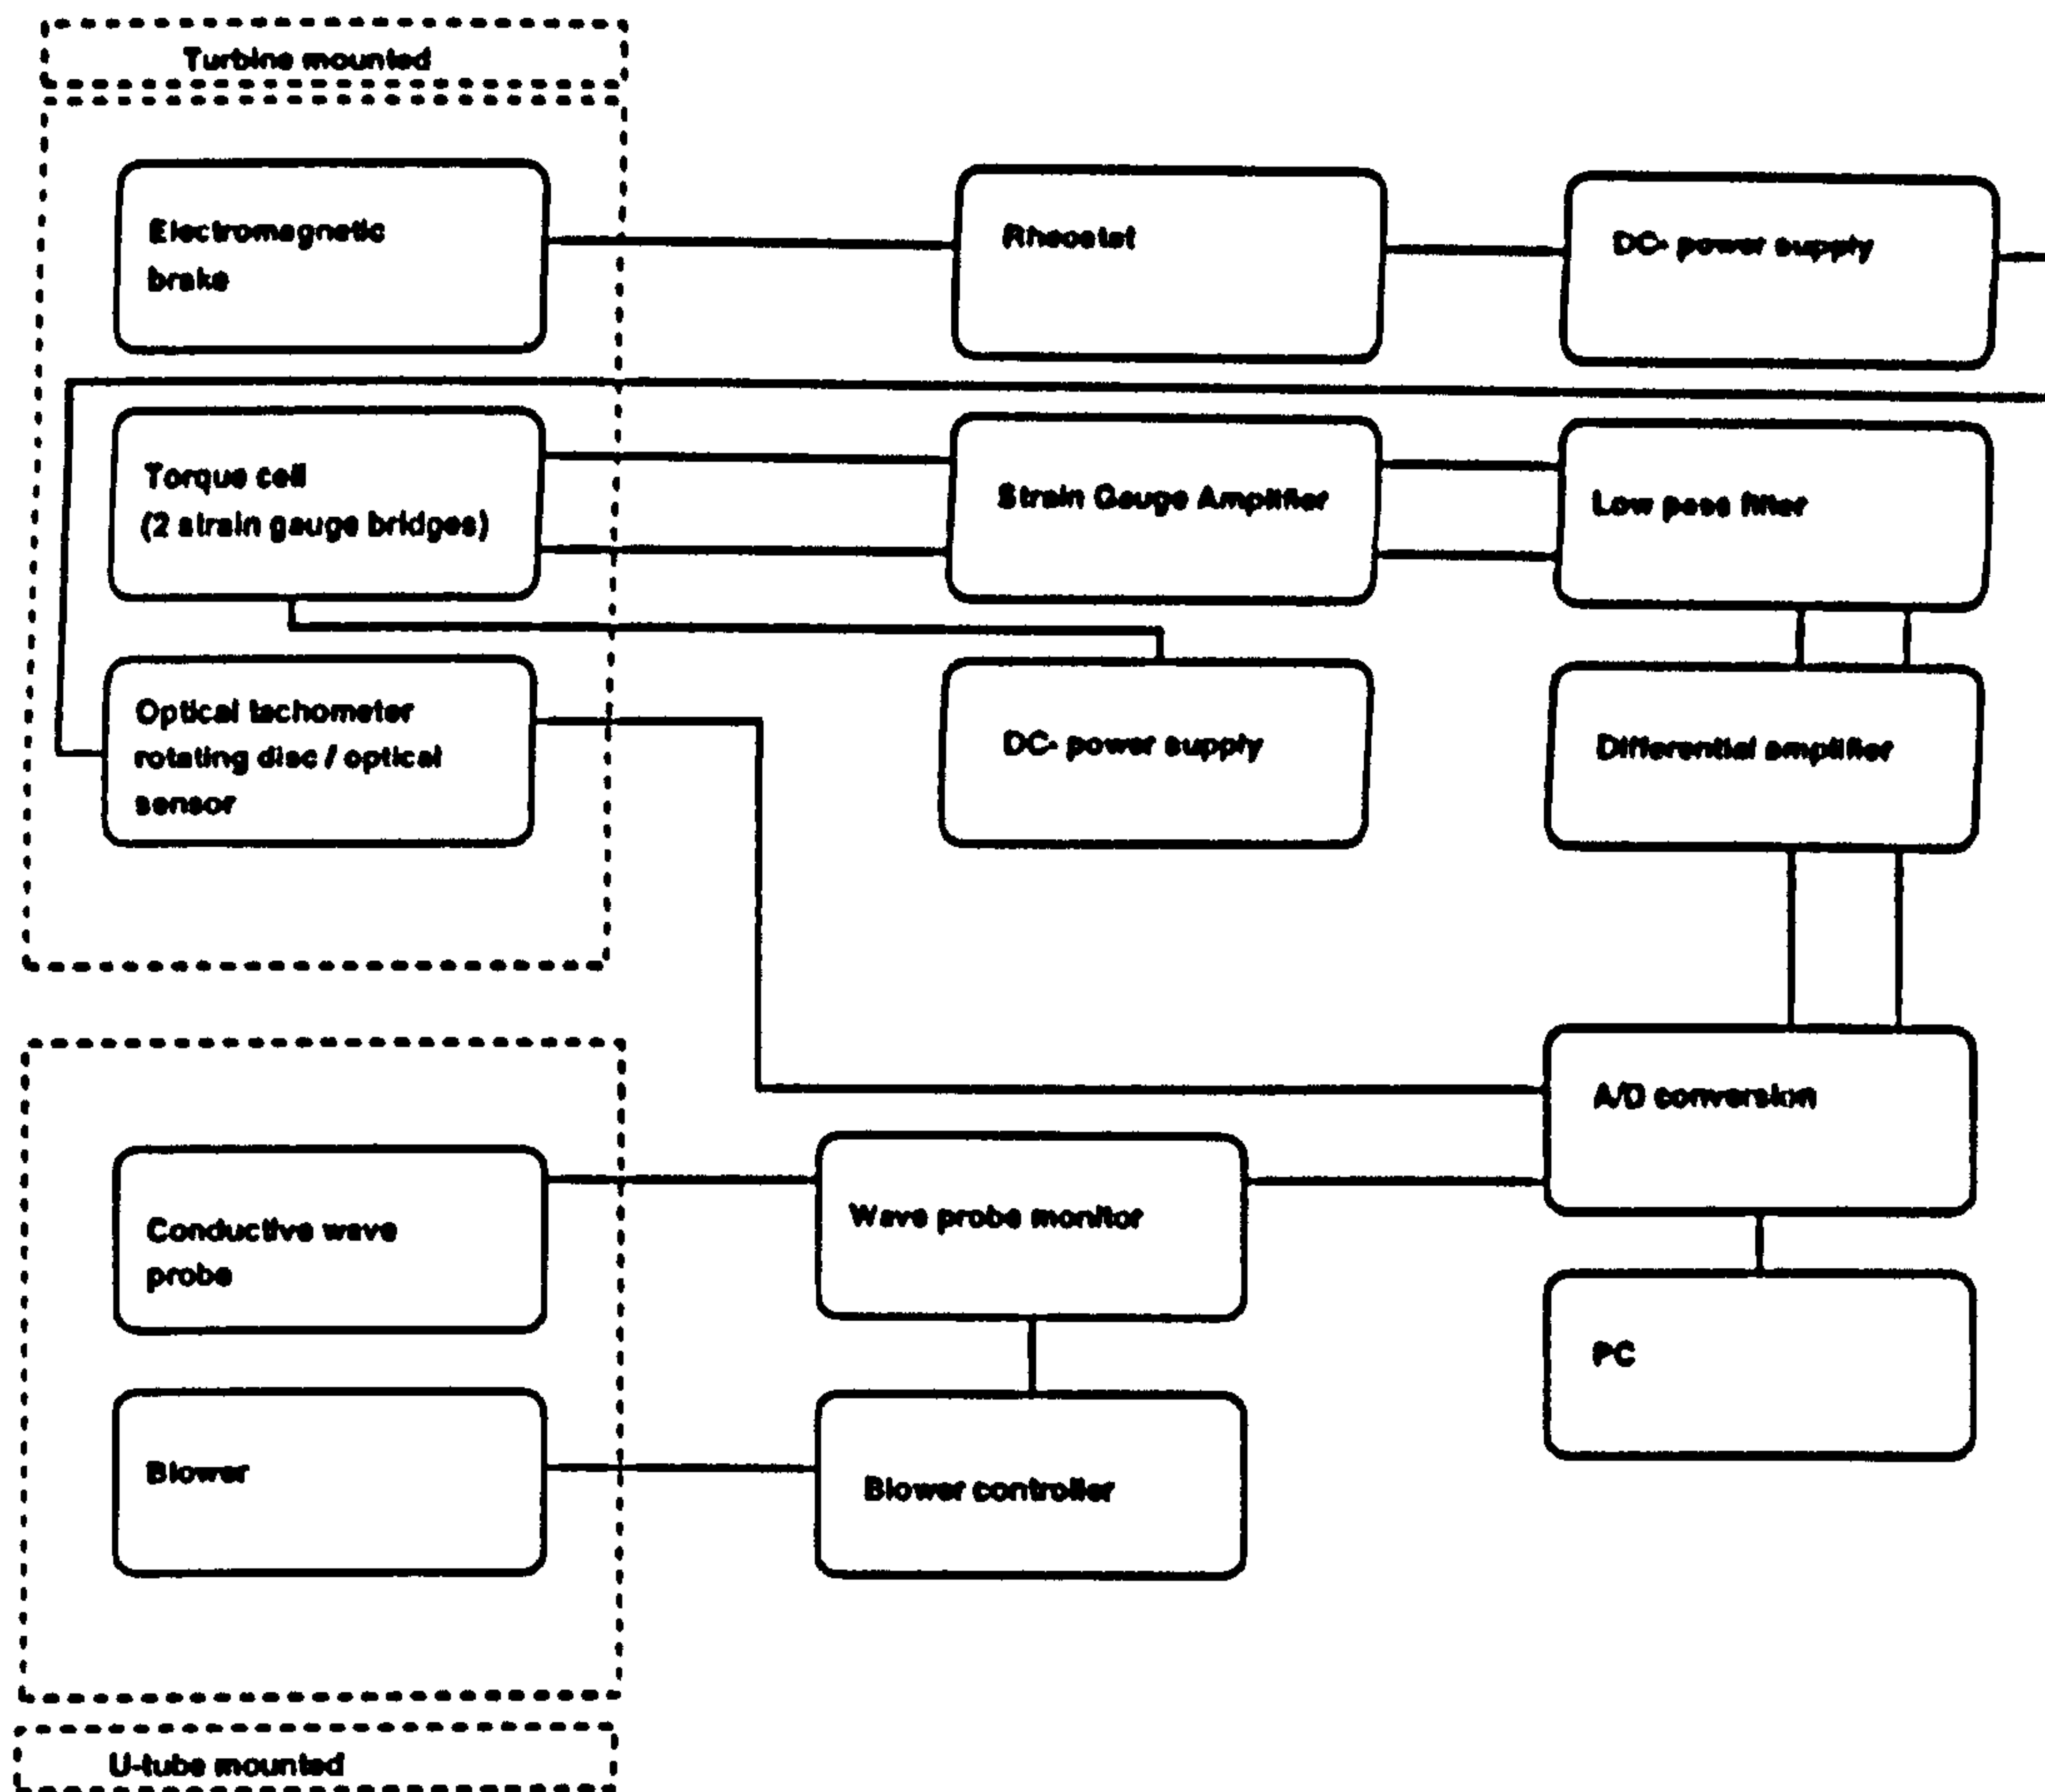 Turbine mounted
Electromagnetic
brake
Rheostat
DC- power supply
Torque cell
(2 strain gauge bridges)
Strain Gauge Amplifier
Low pass filter
Optical tachometer
rotating disc / optical
sensor
DC- power supply
Differential amplifier
A/D conversion
Conductive wave
probe
Wave probe monitor
PC
Blower
Blower controller
U-tube mounted